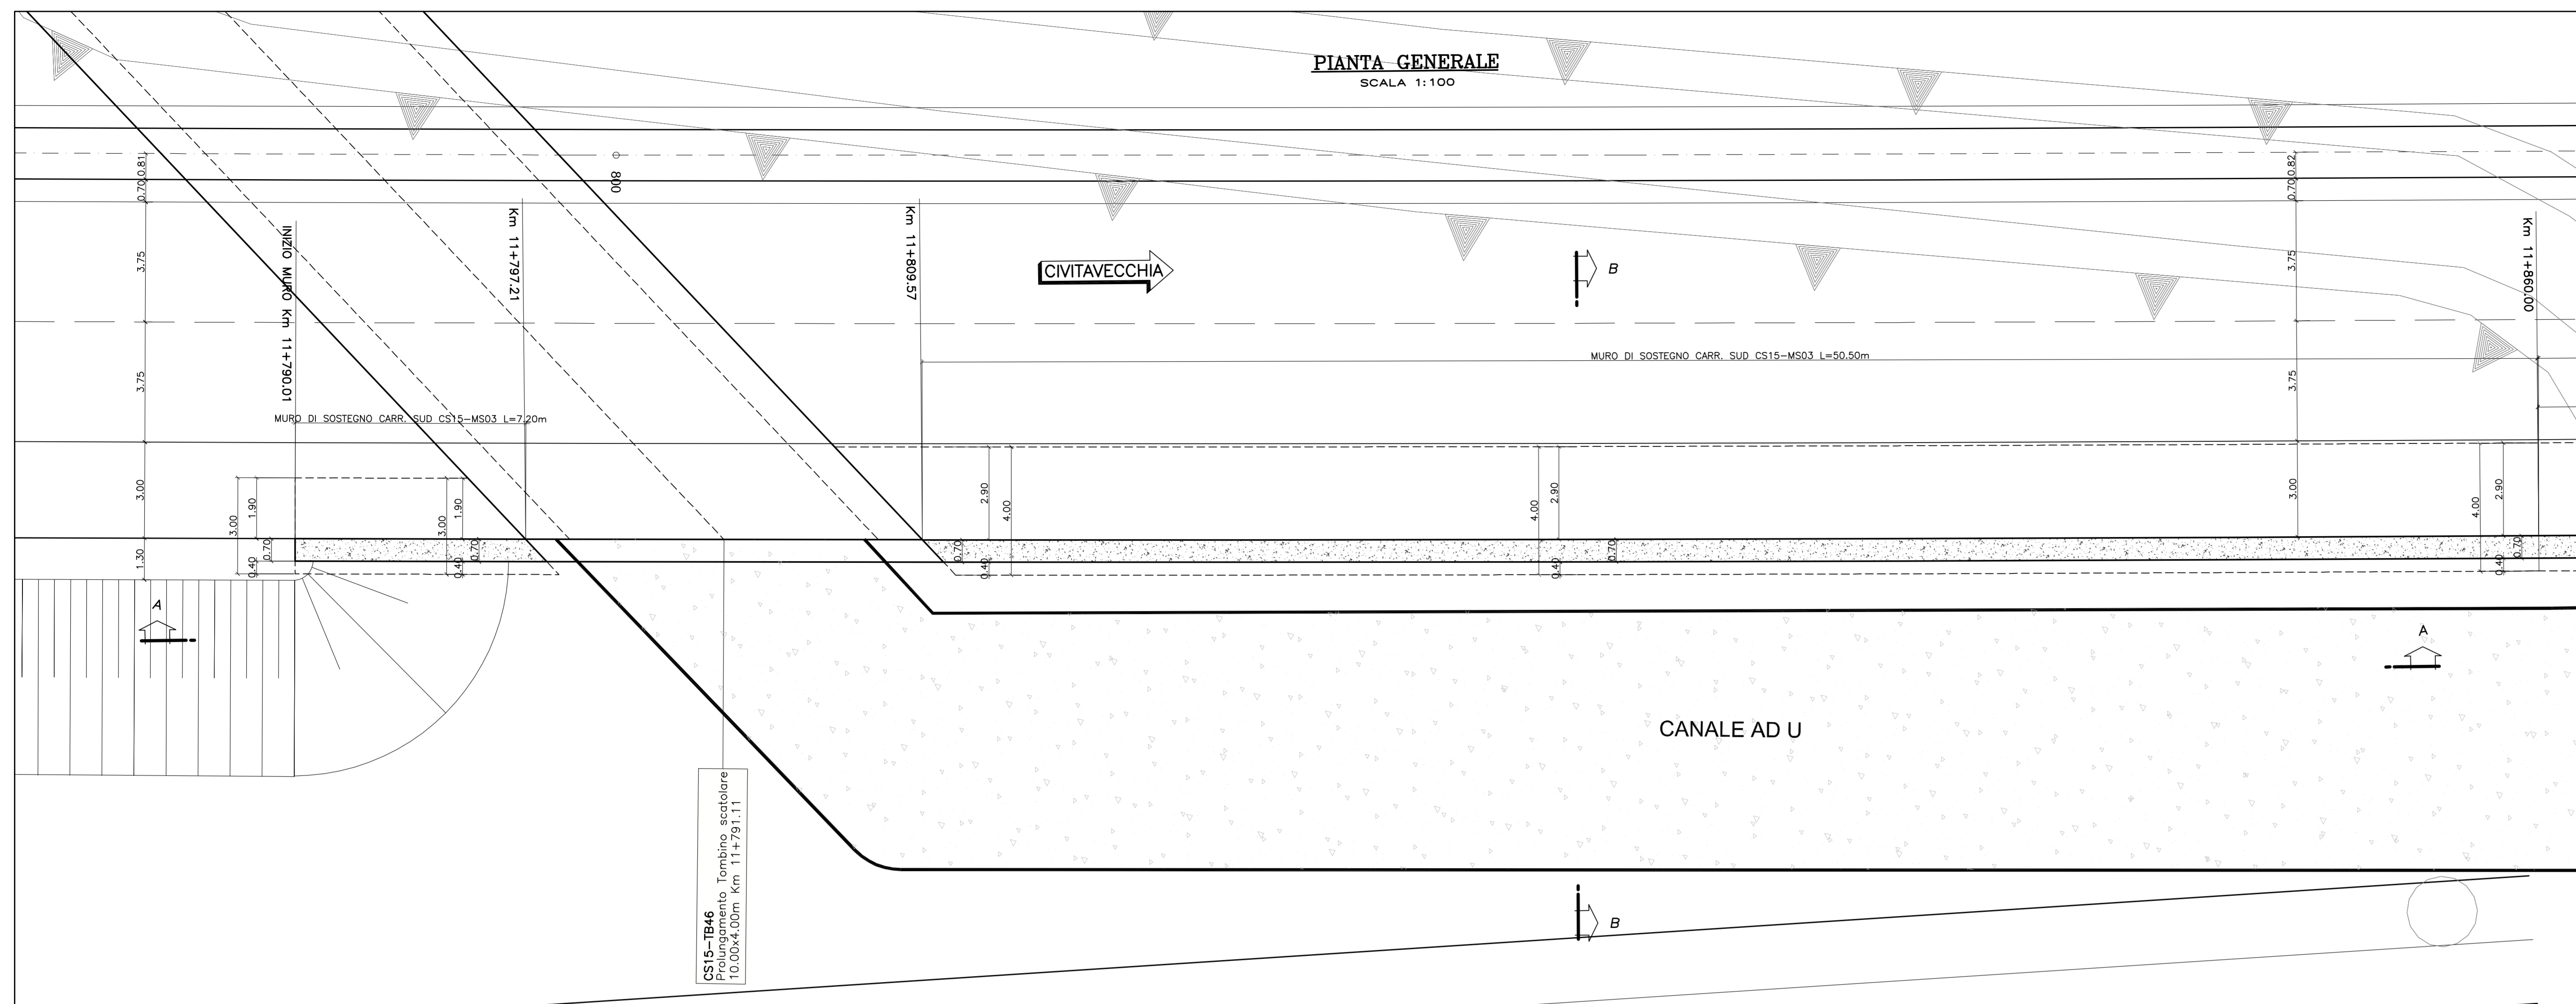 PIANTA GENERALE
SCALA 1:100
0.81
0.70
3.75
3.75
3.00
1.30
INIZIO MURO Km 11+790.01
Km 11+797.21
800
Km 11+809.57
CIVITAVECCHIA
B
0.82
0.70
3.75
3.75
3.00
Km 11+860.00
MURO DI SOSTEGNO CARR. SUD CS15-MS03 L=50.50m
MURO DI SOSTEGNO CARR. SUD CS15-MS03 L=7.20m
3.00
1.90
0.70
0.40
3.00
1.90
0.70
0.40
2.90
4.00
0.70
0.40
4.00
2.90
0.40
0.70
4.00
2.90
0.40
0.70
A
A
CANALE AD U
CS15-TB46
Prolungamento Tombino scatolare
10.00x4.00m Km 11+791.11
B